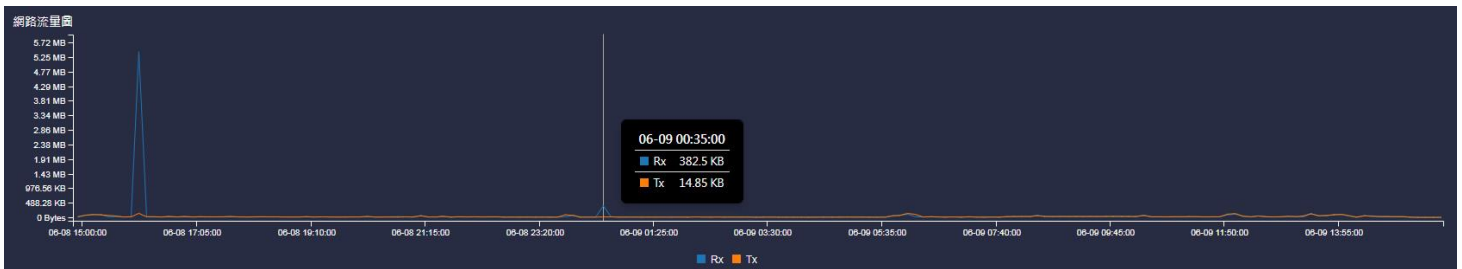 網路流量圖
5.72 MB
5.25 MB
4.77 MB
4.29 MB
3.81 MB
3.34 MB
2.86 MB
2.38 MB
1.91 MB
1.43 MB
976.56 KB
488.28 KB
0 Bytes
06-09 00:35:00
Rx 382.5 KB
Tx 14.85 KB
06-08 15:00:00 06-08 17:05:00 06-08 19:10:00 06-08 21:15:00 06-08 23:20:00 06-09 01:25:00 06-09 03:30:00 06-09 05:35:00 06-09 07:40:00 06-09 09:45:00 06-09 11:50:00 06-09 13:55:00
Rx Tx